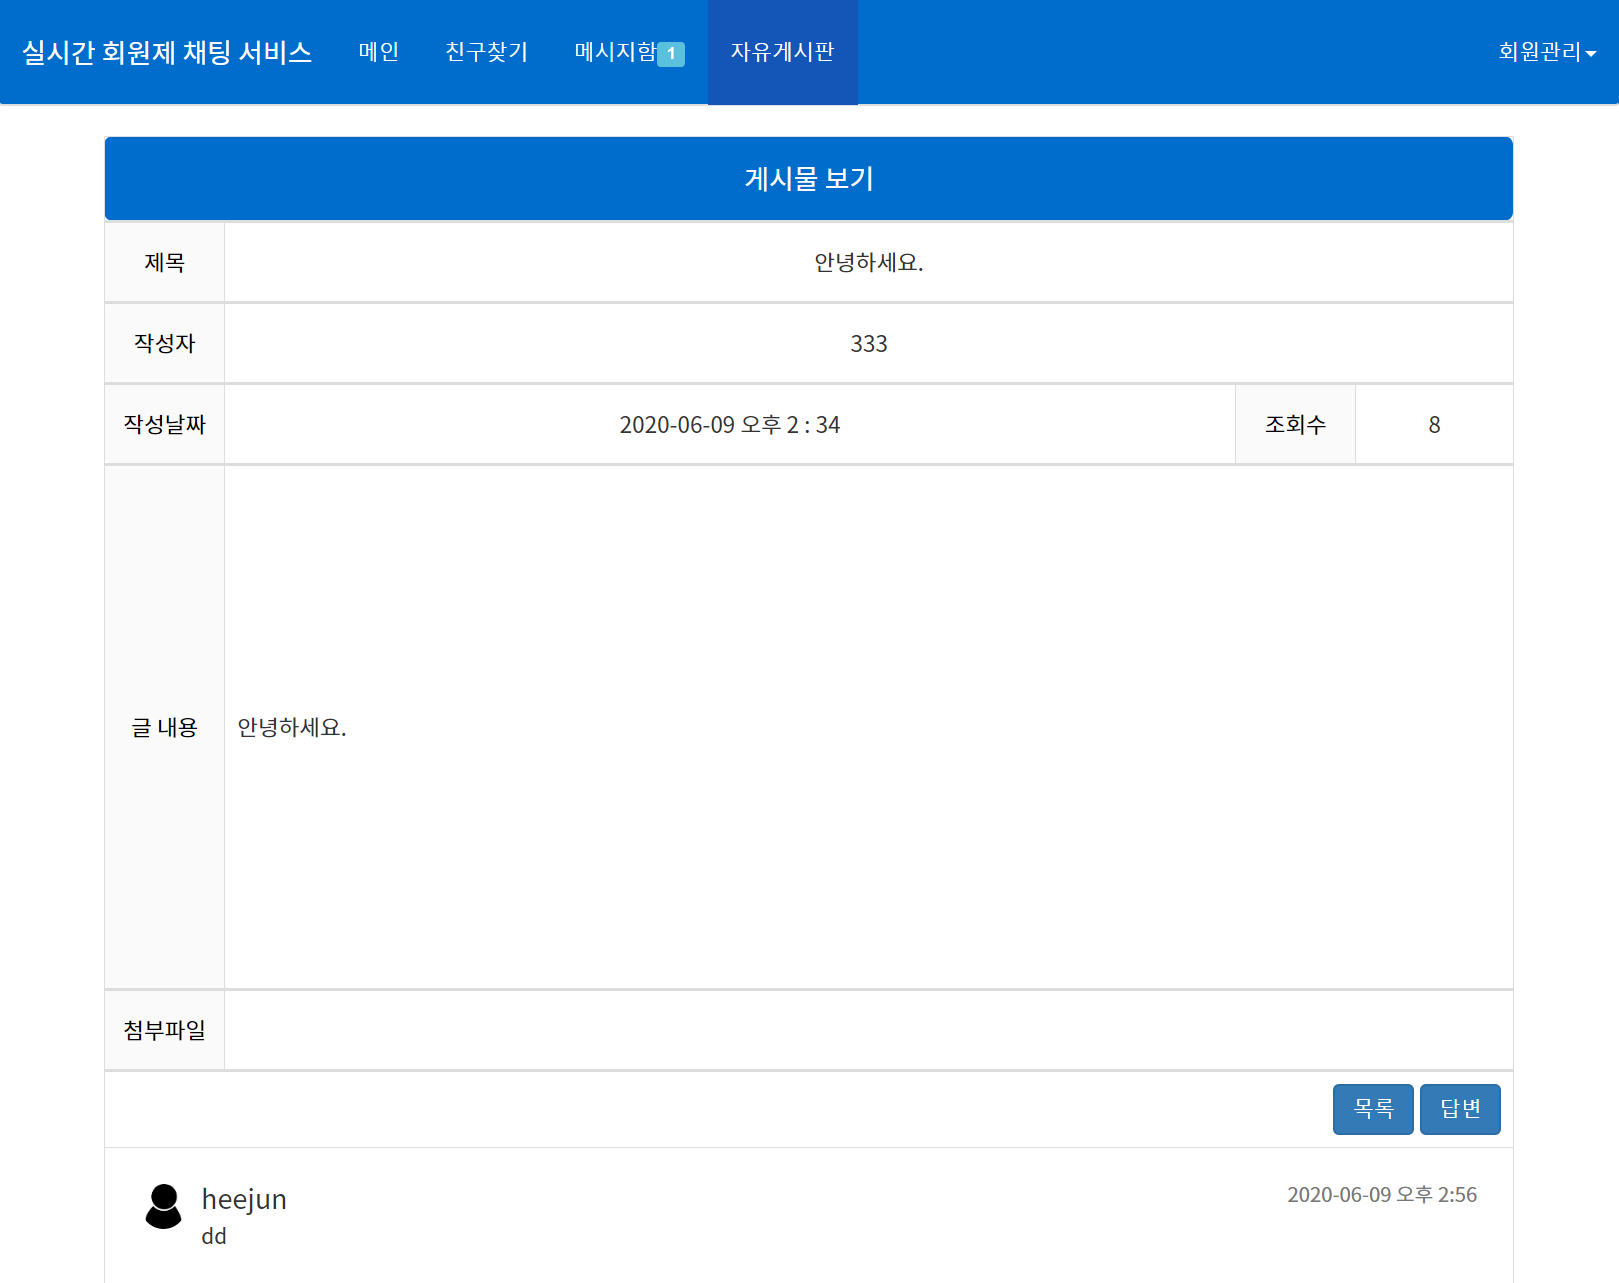 실시간 회원제 채팅 서비스 메인 친구찾기 메시지함 1 자유게시판 회원관리
게시물 보기
제목 안녕하세요.
작성자 333
작성날짜 2020-06-09 오후 2 : 34 조회수 8
글 내용 안녕하세요.
첨부파일
목록 답변
heejun 2020-06-09 오후 2:56
dd